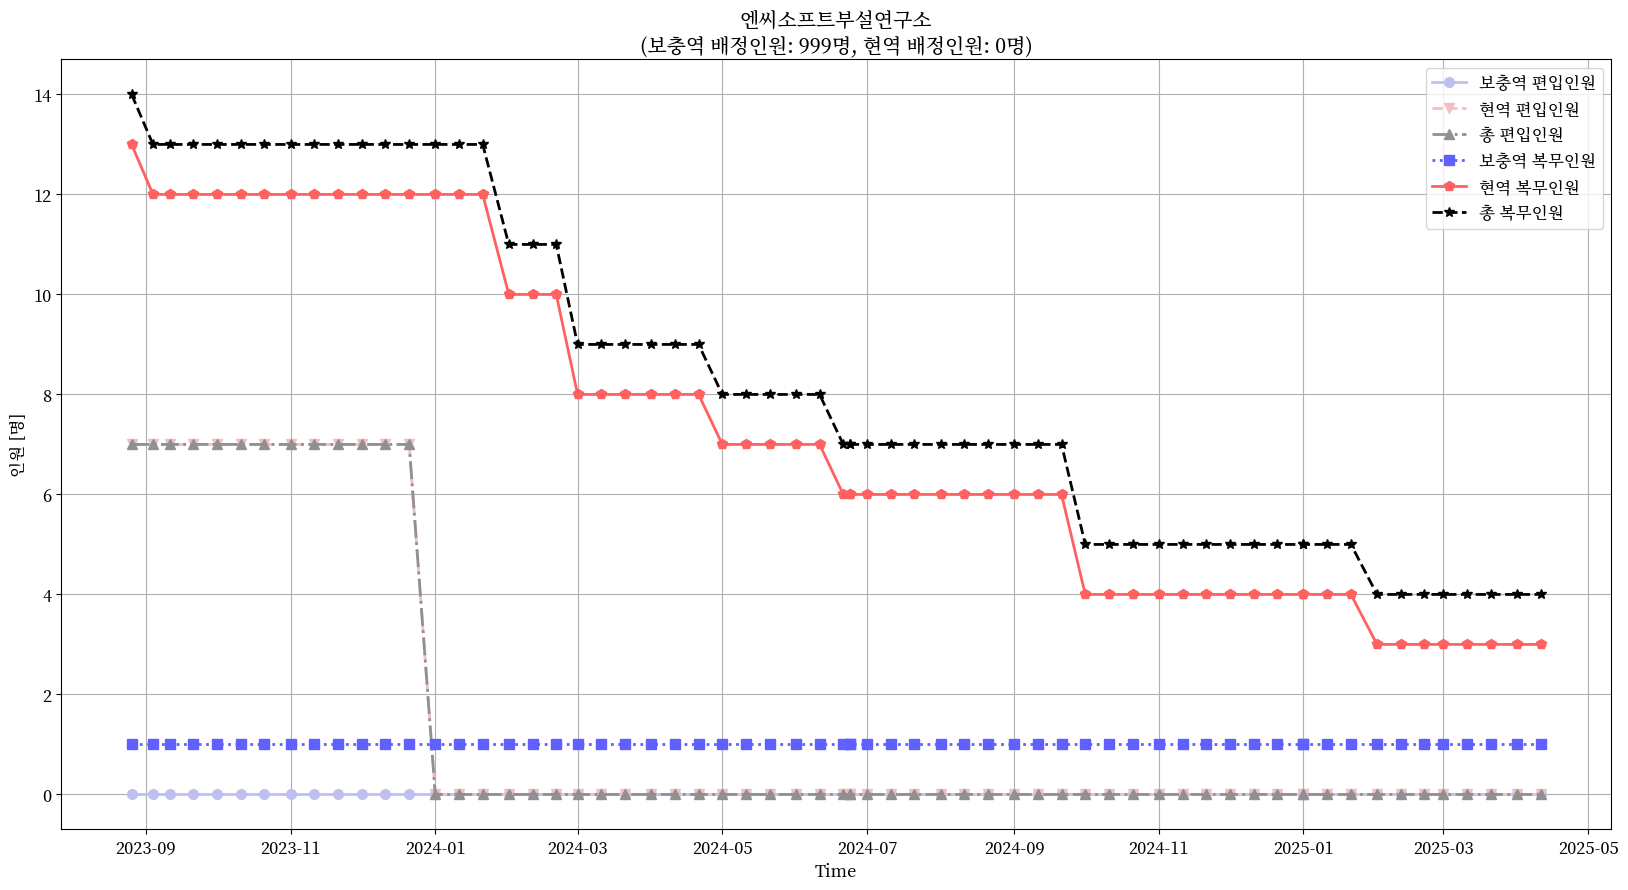 엔씨소프트부설연구소
(보충역 배정인원: 999명, 현역 배정인원: 0명)
보충역 편입인원
현역 편입인원
총 편입인원
보충역 복무인원
현역 복무인원
총 복무인원
인원 [명]
14
12
10
8
6
4
2
0
2023-09
2023-11
2024-01
2024-03
2024-05
2024-07
2024-09
2024-11
2025-01
2025-03
2025-05
Time